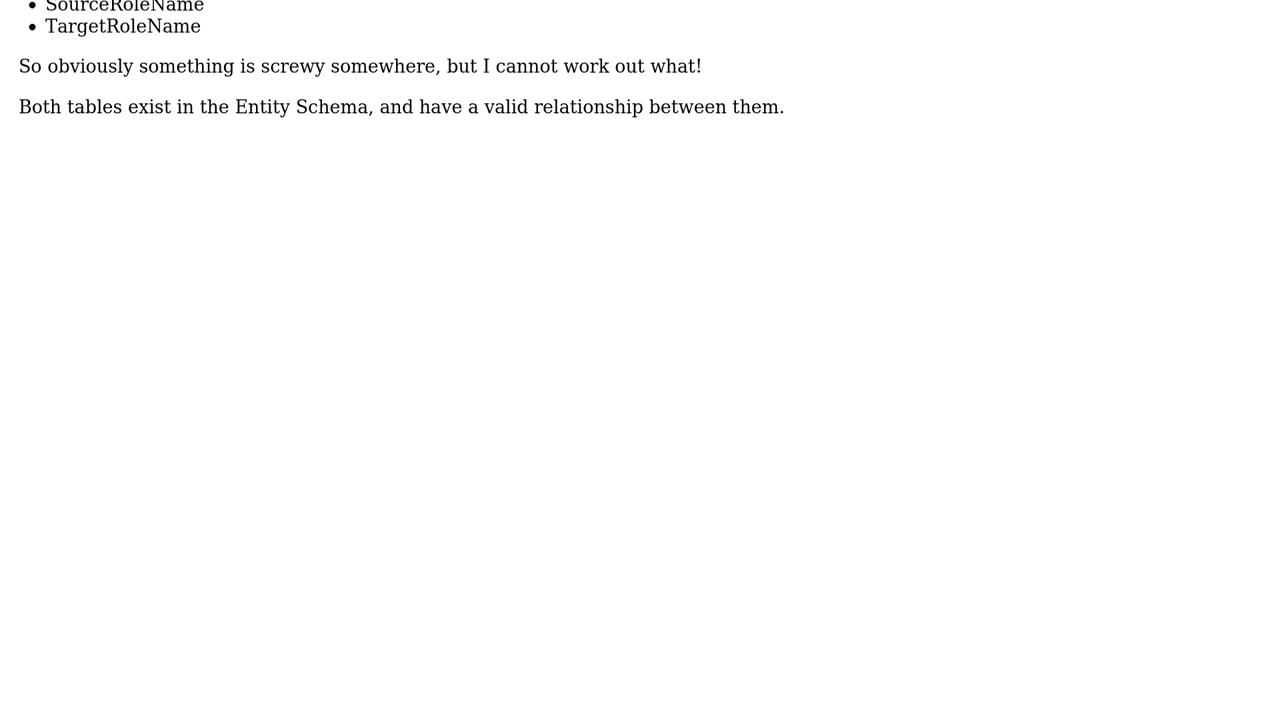 • SourceRoleName
• TargetRoleName
So obviously something is screwy somewhere, but I cannot work out what!
Both tables exist in the Entity Schema, and have a valid relationship between them.